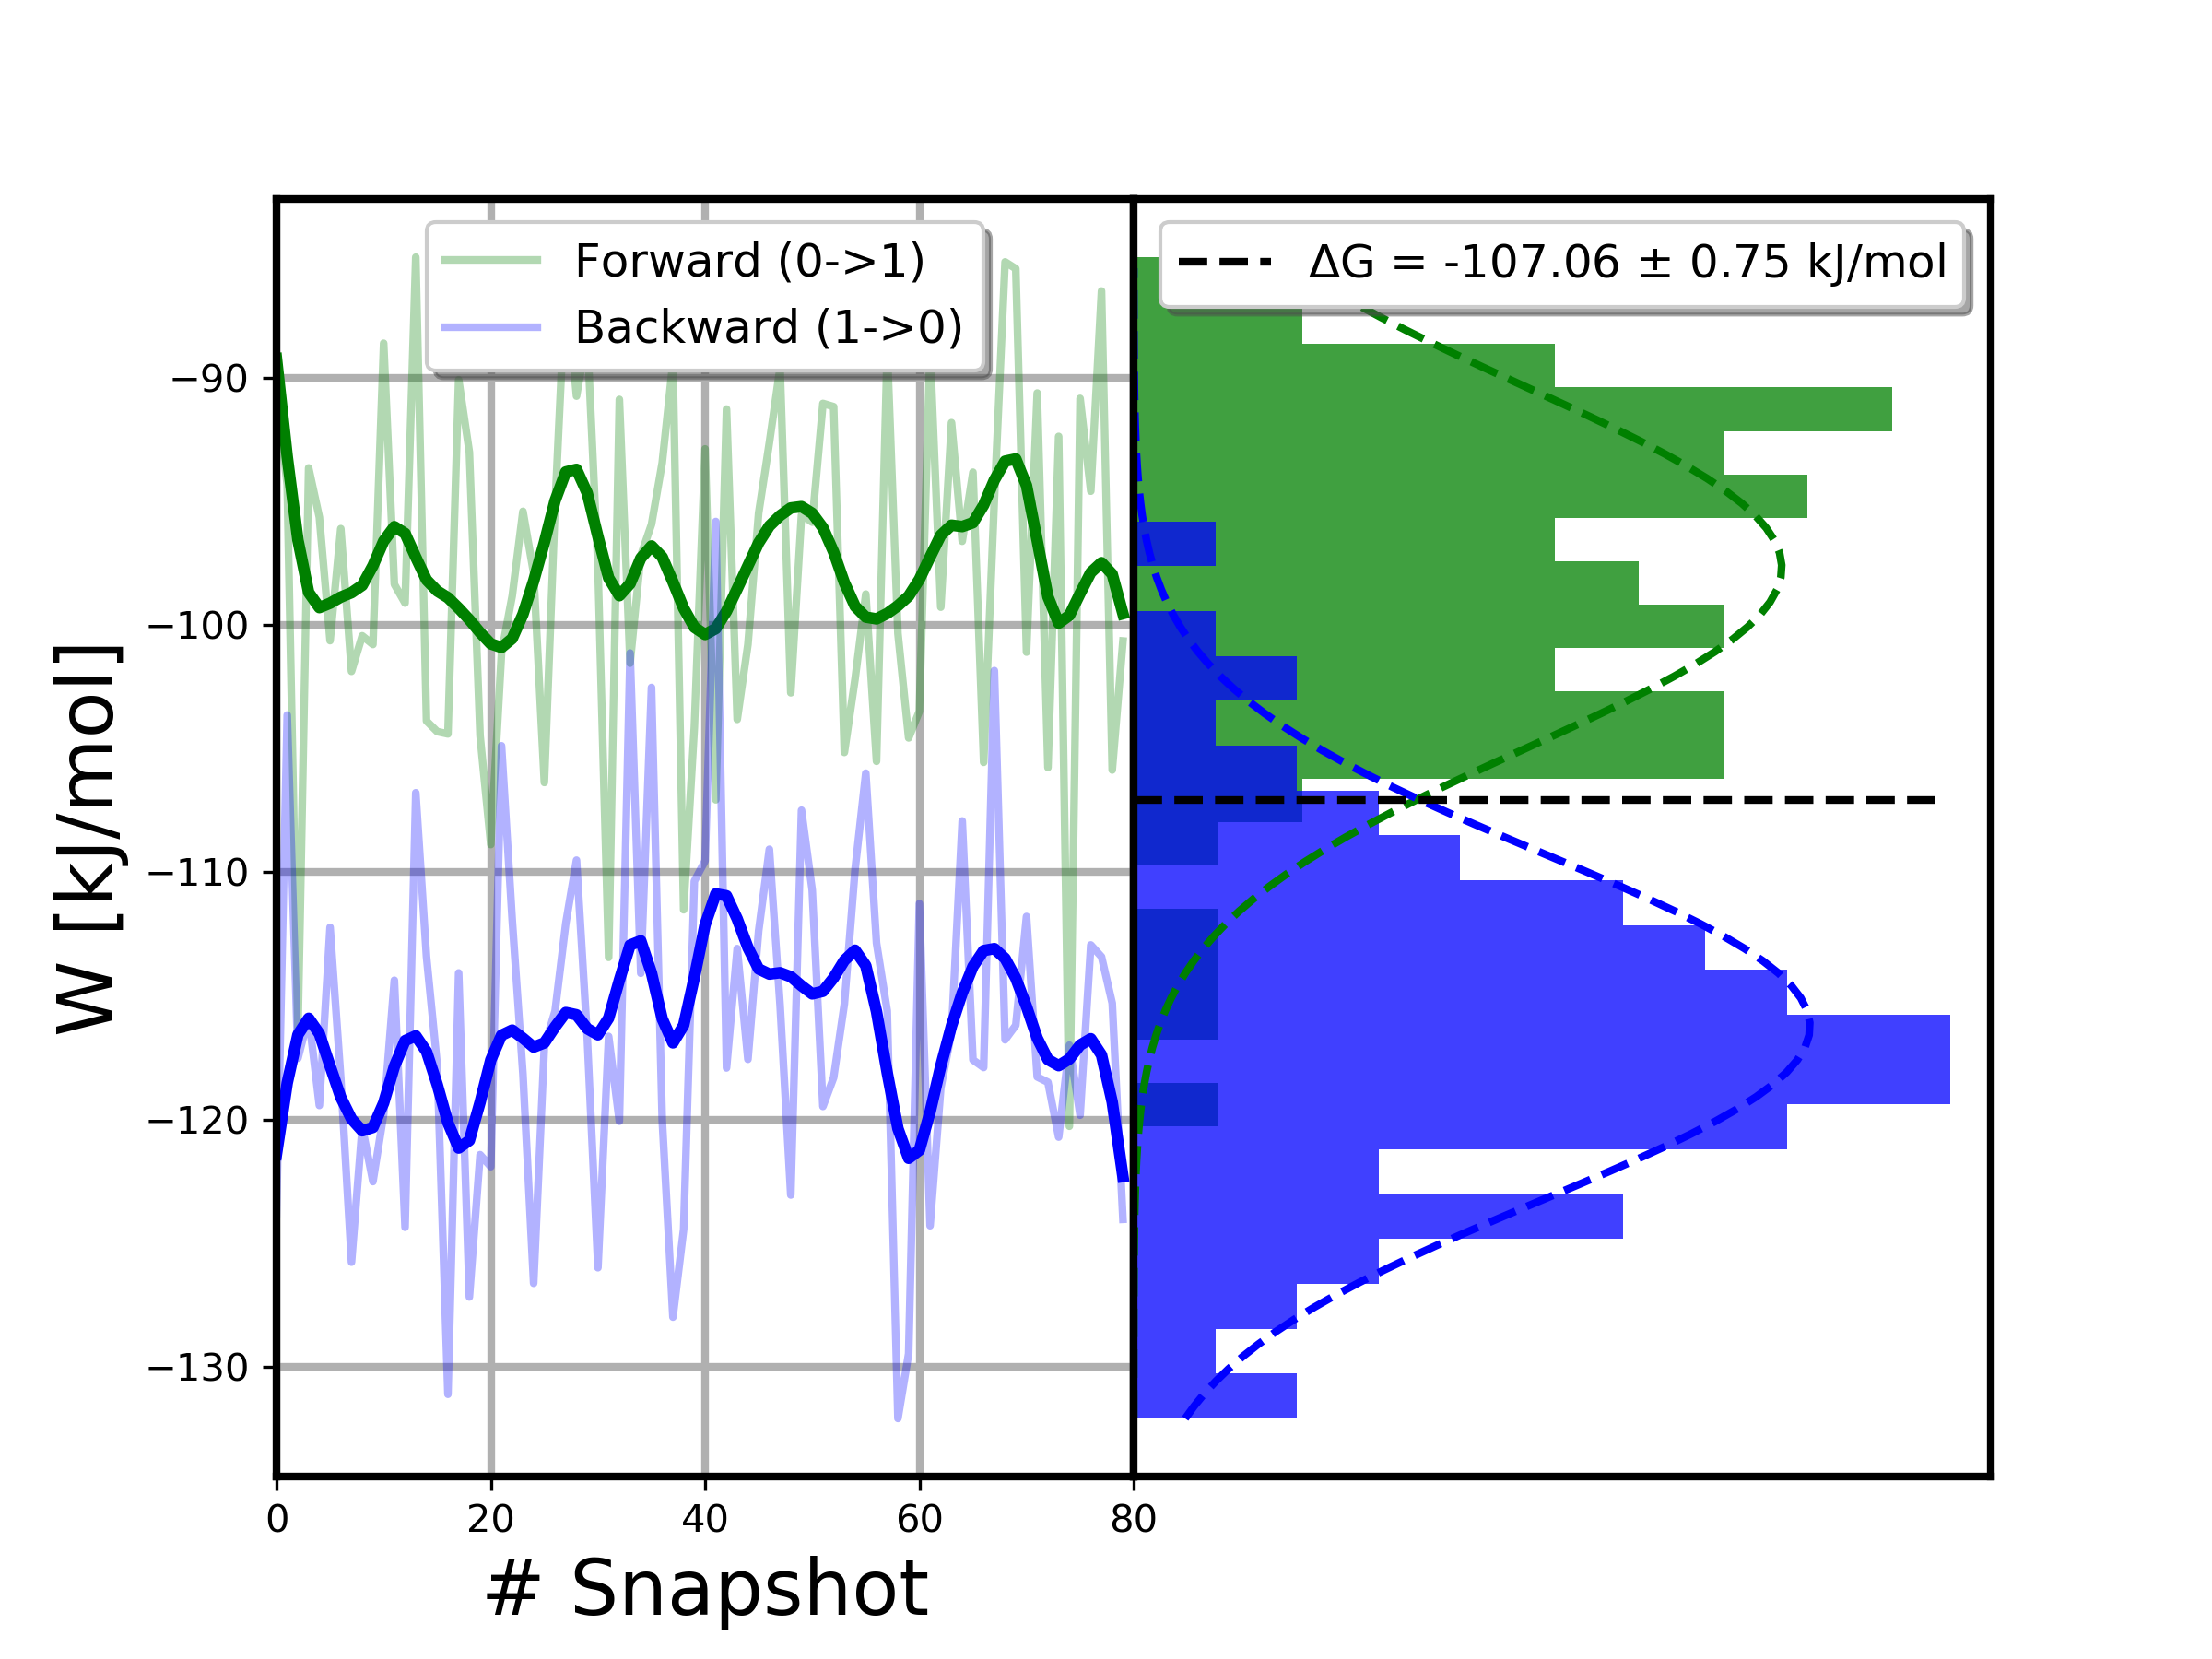 Forward (0->1)
Backward (1->0)
ΔG = -107.06 ± 0.75 kJ/mol
W [kJ/mol]
−90
−100
−110
−120
−130
0 20 40 60 80
# Snapshot